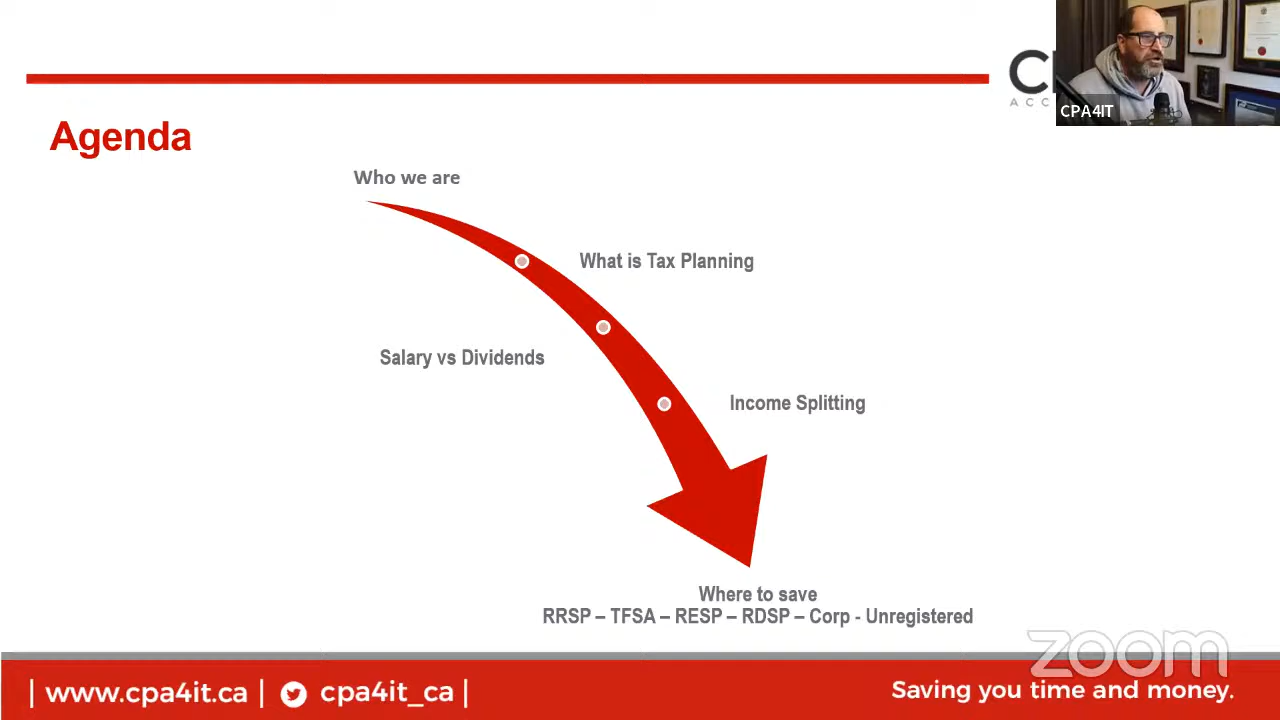 CPA4IT
Agenda
Who we are
What is Tax Planning
Salary vs Dividends
Income Splitting
Where to save
RRSP – TFSA – RESP – RDSP – Corp - Unregistered
zoom
| www.cpa4it.ca | cpa4it_ca |
Saving you time and money.